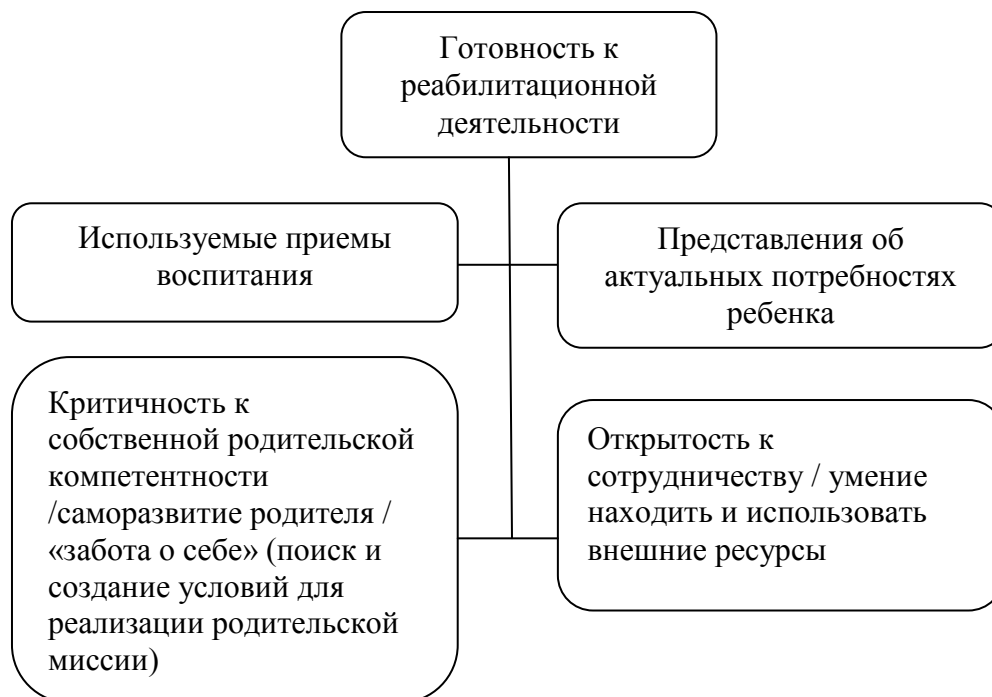 Готовность к
реабилитационной
деятельности
Используемые приемы
воспитания
Представления об
актуальных потребностях
ребенка
Критичность к
собственной родительской
компетентности
/саморазвитие родителя /
«забота о себе» (поиск и
создание условий для
реализации родительской
миссии)
Открытость к
сотрудничеству / умение
находить и использовать
внешние ресурсы